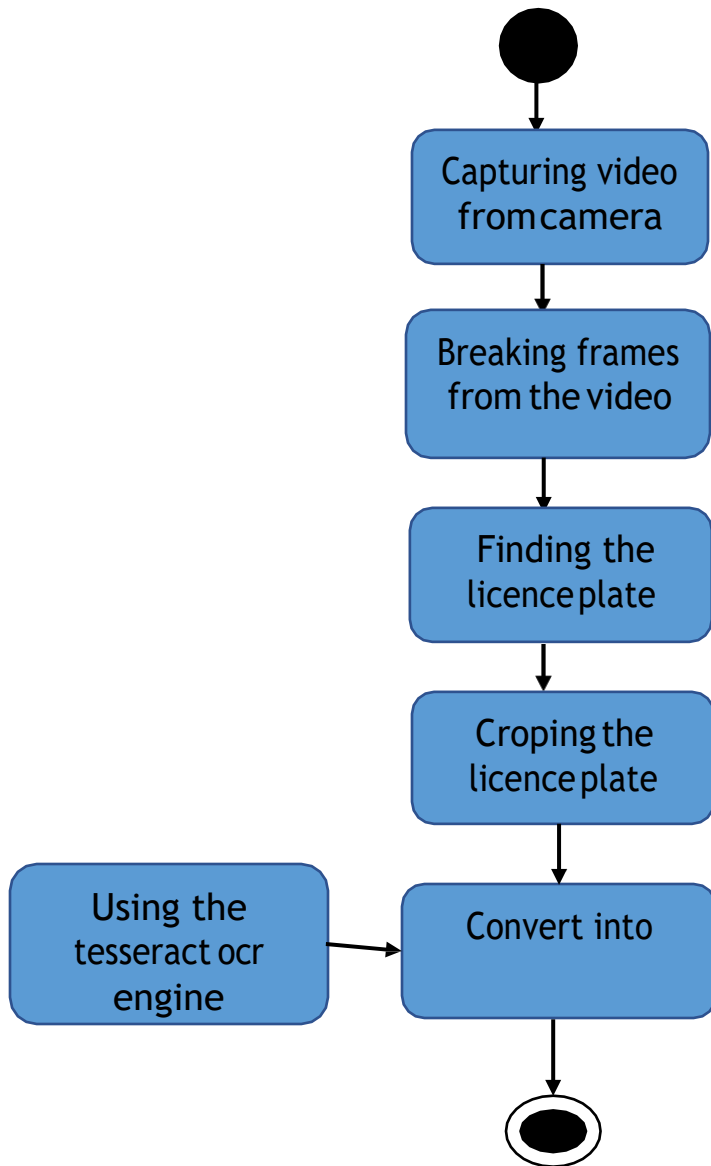 Capturing video
from camera
Breaking frames
from the video
Finding the
licence plate
Croping the
licence plate
Using the
tesseract ocr
engine
Convert into